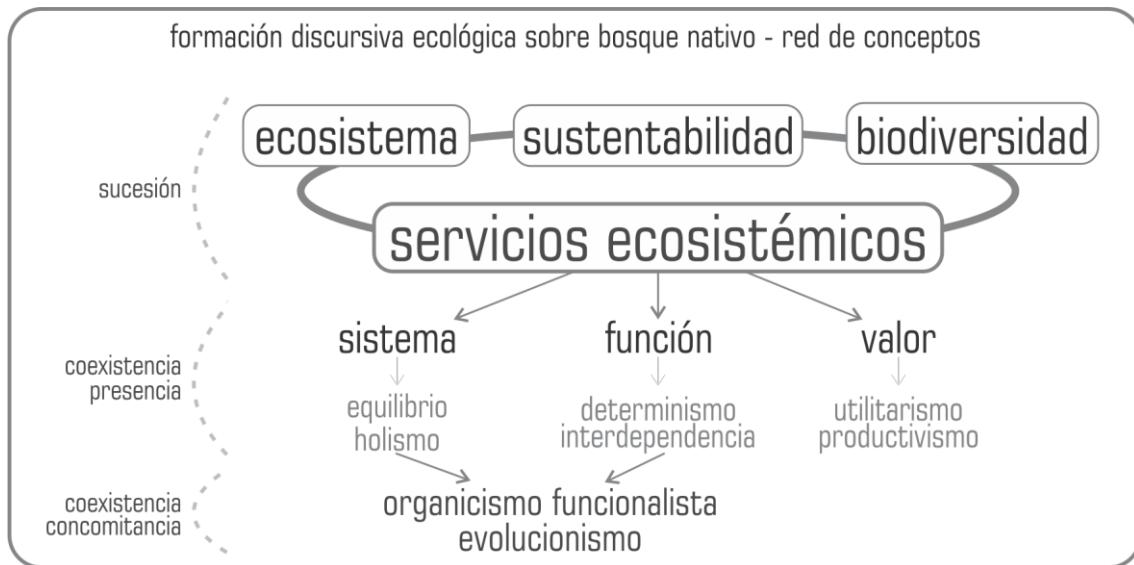 formación discursiva ecológica sobre bosque nativo - red de conceptos
ecosistema
sustentabilidad
biodiversidad
sucesión
servicios ecosistémicos
sistema
función
valor
coexistencia
presencia
equilibrio
holismo
determinismo
interdependencia
utilitarismo
productivismo
coexistencia
concomitancia
organicismo funcionalista
evolucionismo